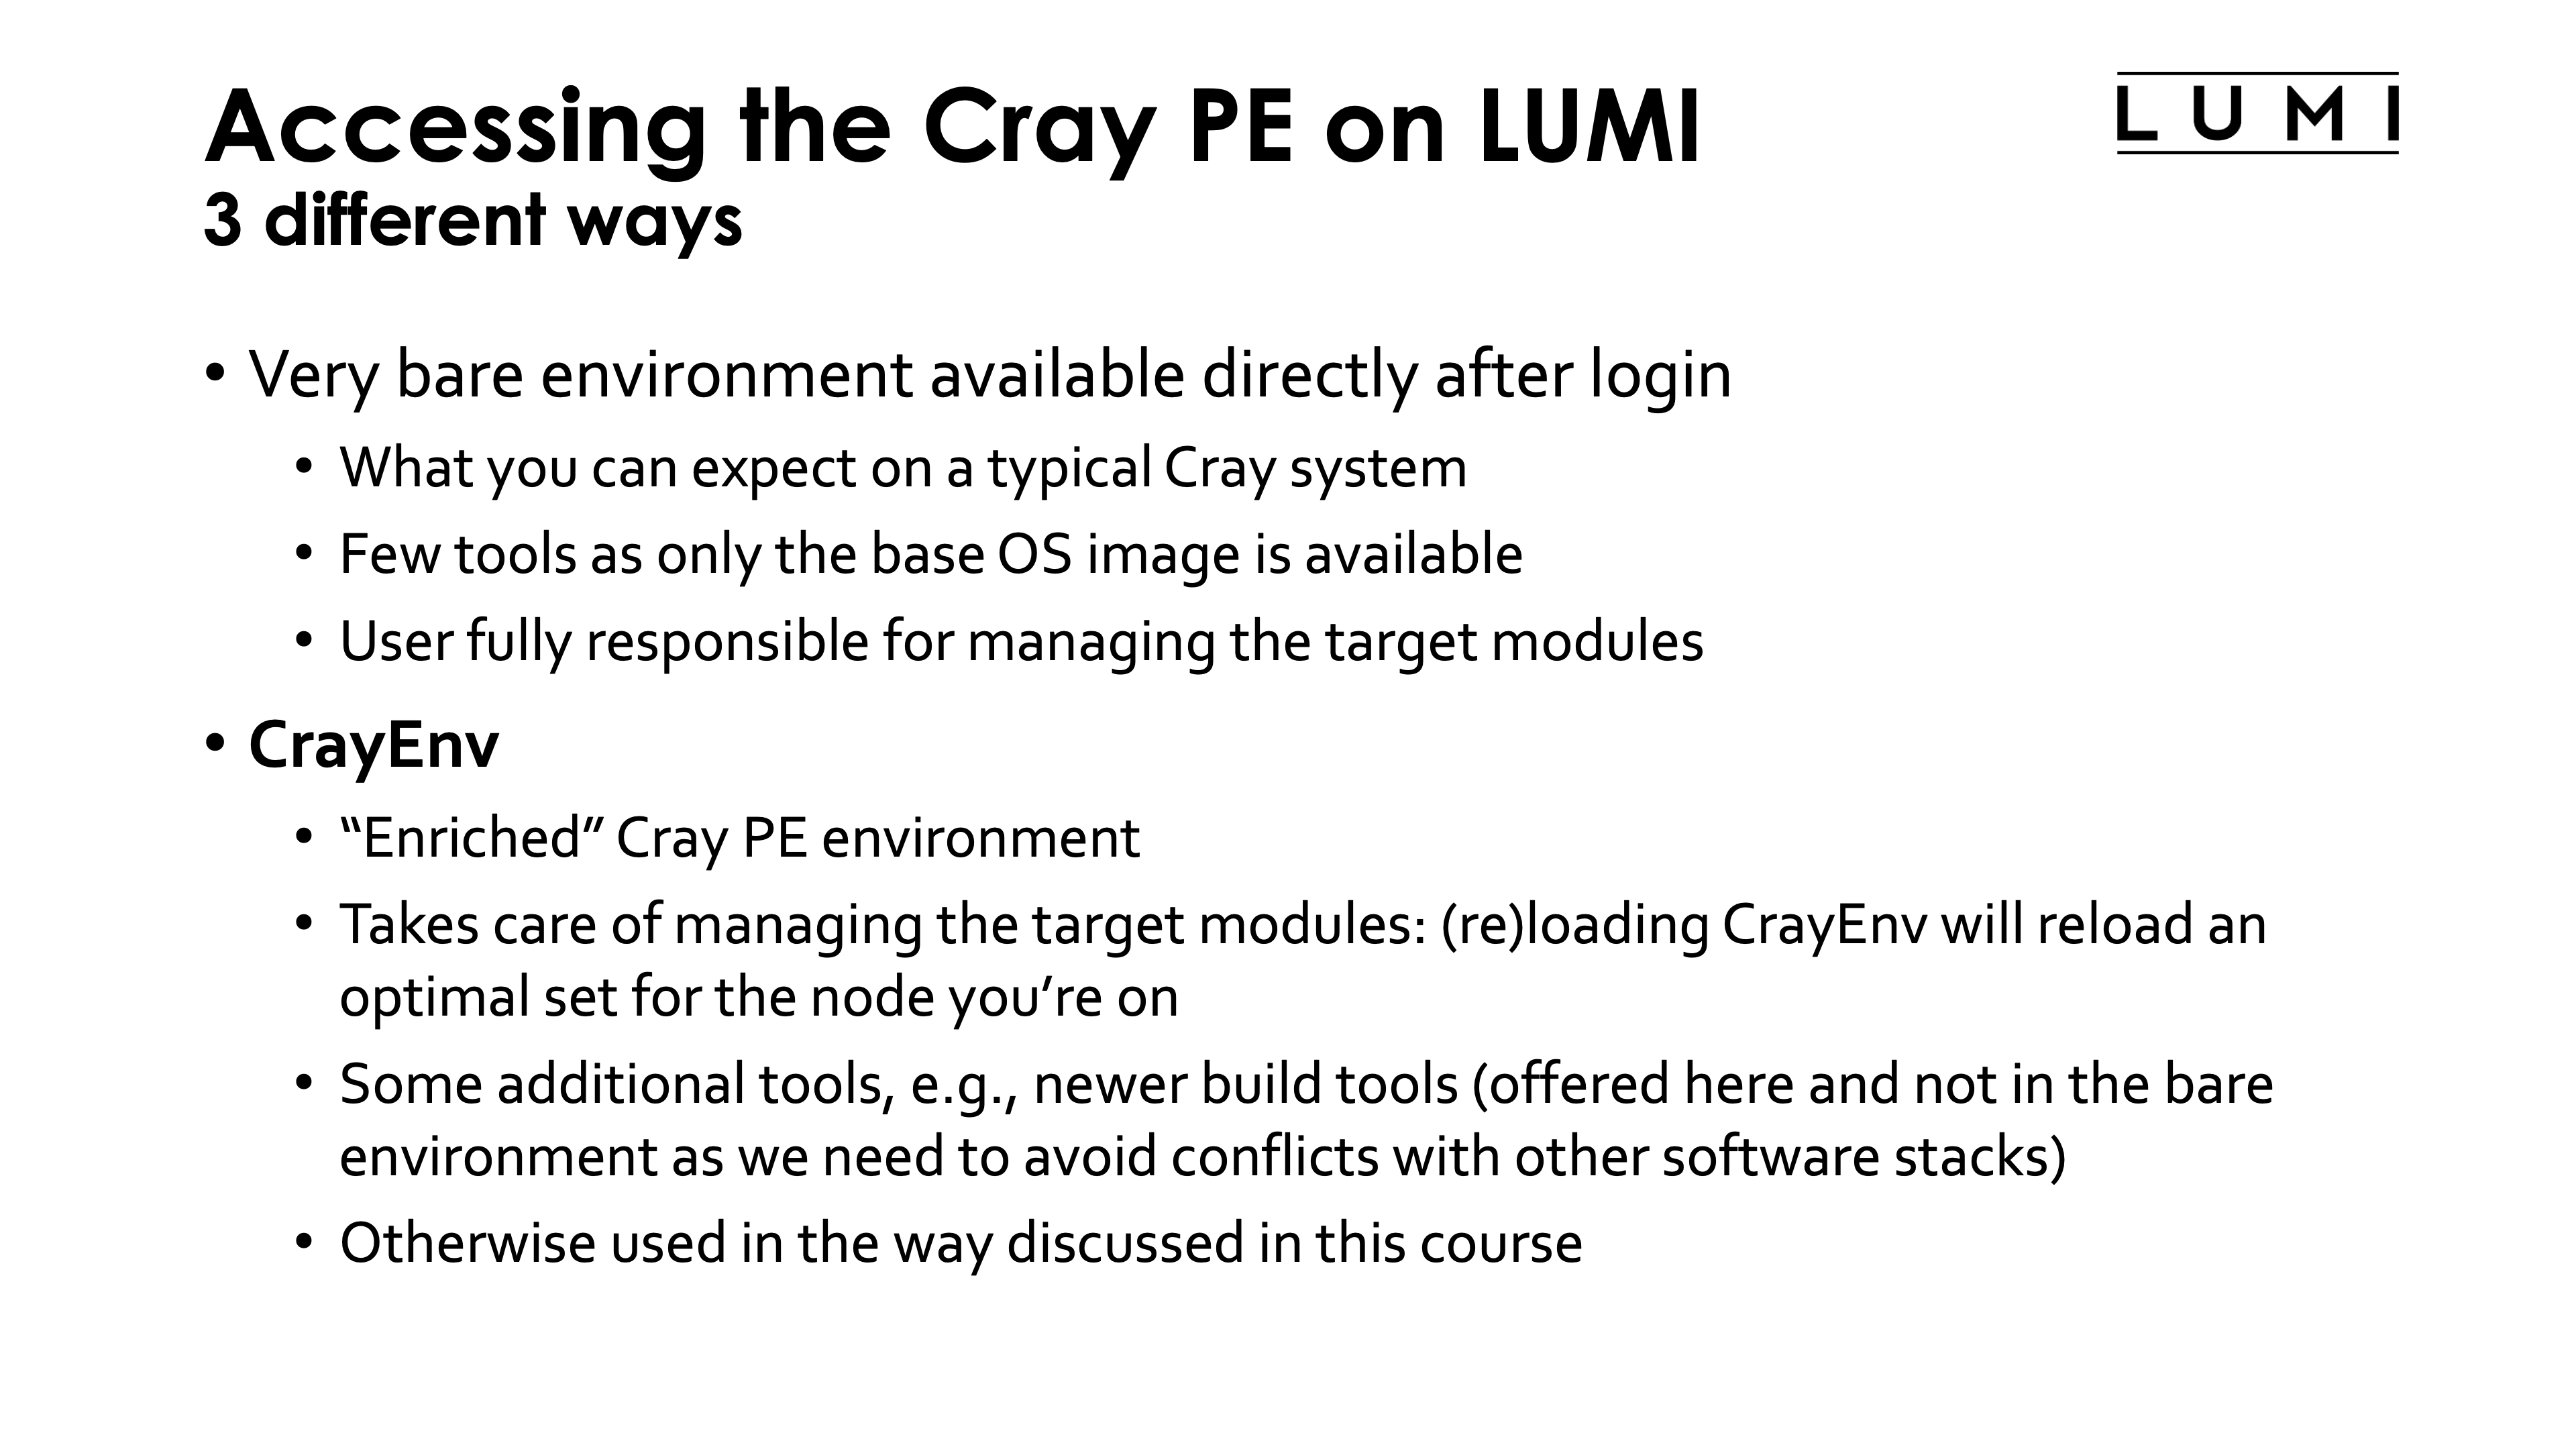 Accessing the Cray PE on LUMI
LUMI
3 different ways
• Very bare environment available directly after login
• What you can expect on a typical Cray system
• Few tools as only the base OS image is available
• User fully responsible for managing the target modules
• CrayEnv
• “Enriched” Cray PE environment
• Takes care of managing the target modules: (re)loading CrayEnv will reload an
optimal set for the node you’re on
• Some additional tools, e.g., newer build tools (offered here and not in the bare
environment as we need to avoid conflicts with other software stacks)
• Otherwise used in the way discussed in this course